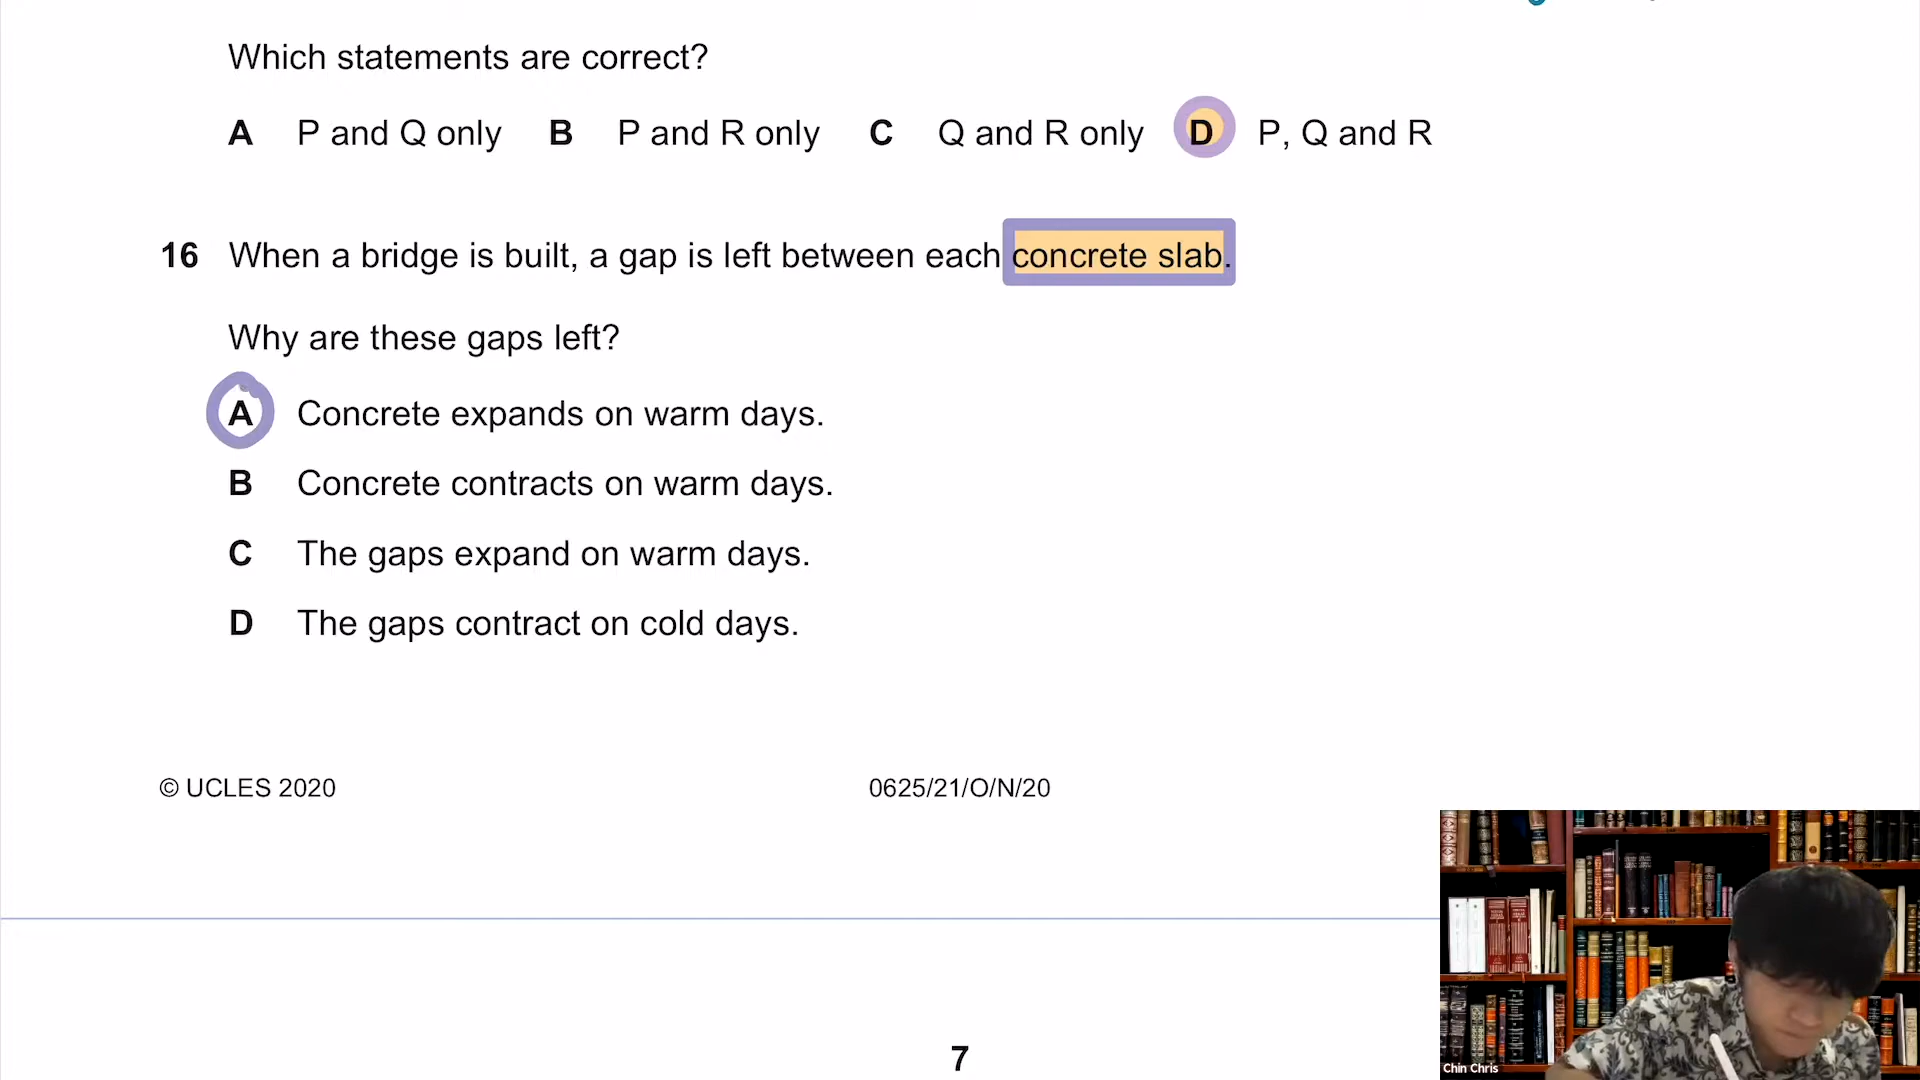 Which statements are correct?
A P and Q only B P and R only C Q and R only D P, Q and R
16 When a bridge is built, a gap is left between each concrete slab.
Why are these gaps left?
A Concrete expands on warm days.
B Concrete contracts on warm days.
C The gaps expand on warm days.
D The gaps contract on cold days.
© UCLES 2020 0625/21/O/N/20
7
Chin Chris